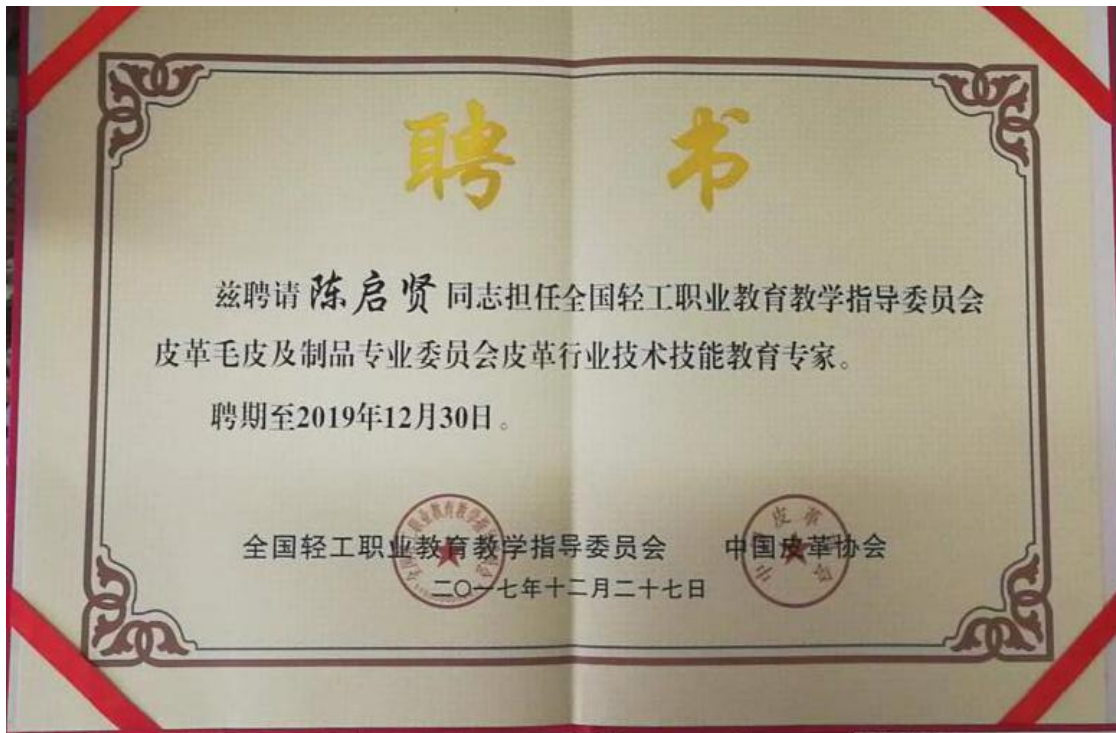 聘 书
兹聘请 陈启贤 同志担任全国轻工职业教育教学指导委员会
皮革毛皮及制品专业委员会皮革行业技术技能教育专家。
聘期至2019年12月30日。
全国轻工职业教育教学指导委员会 中国皮革协会
二〇一七年十二月二十七日